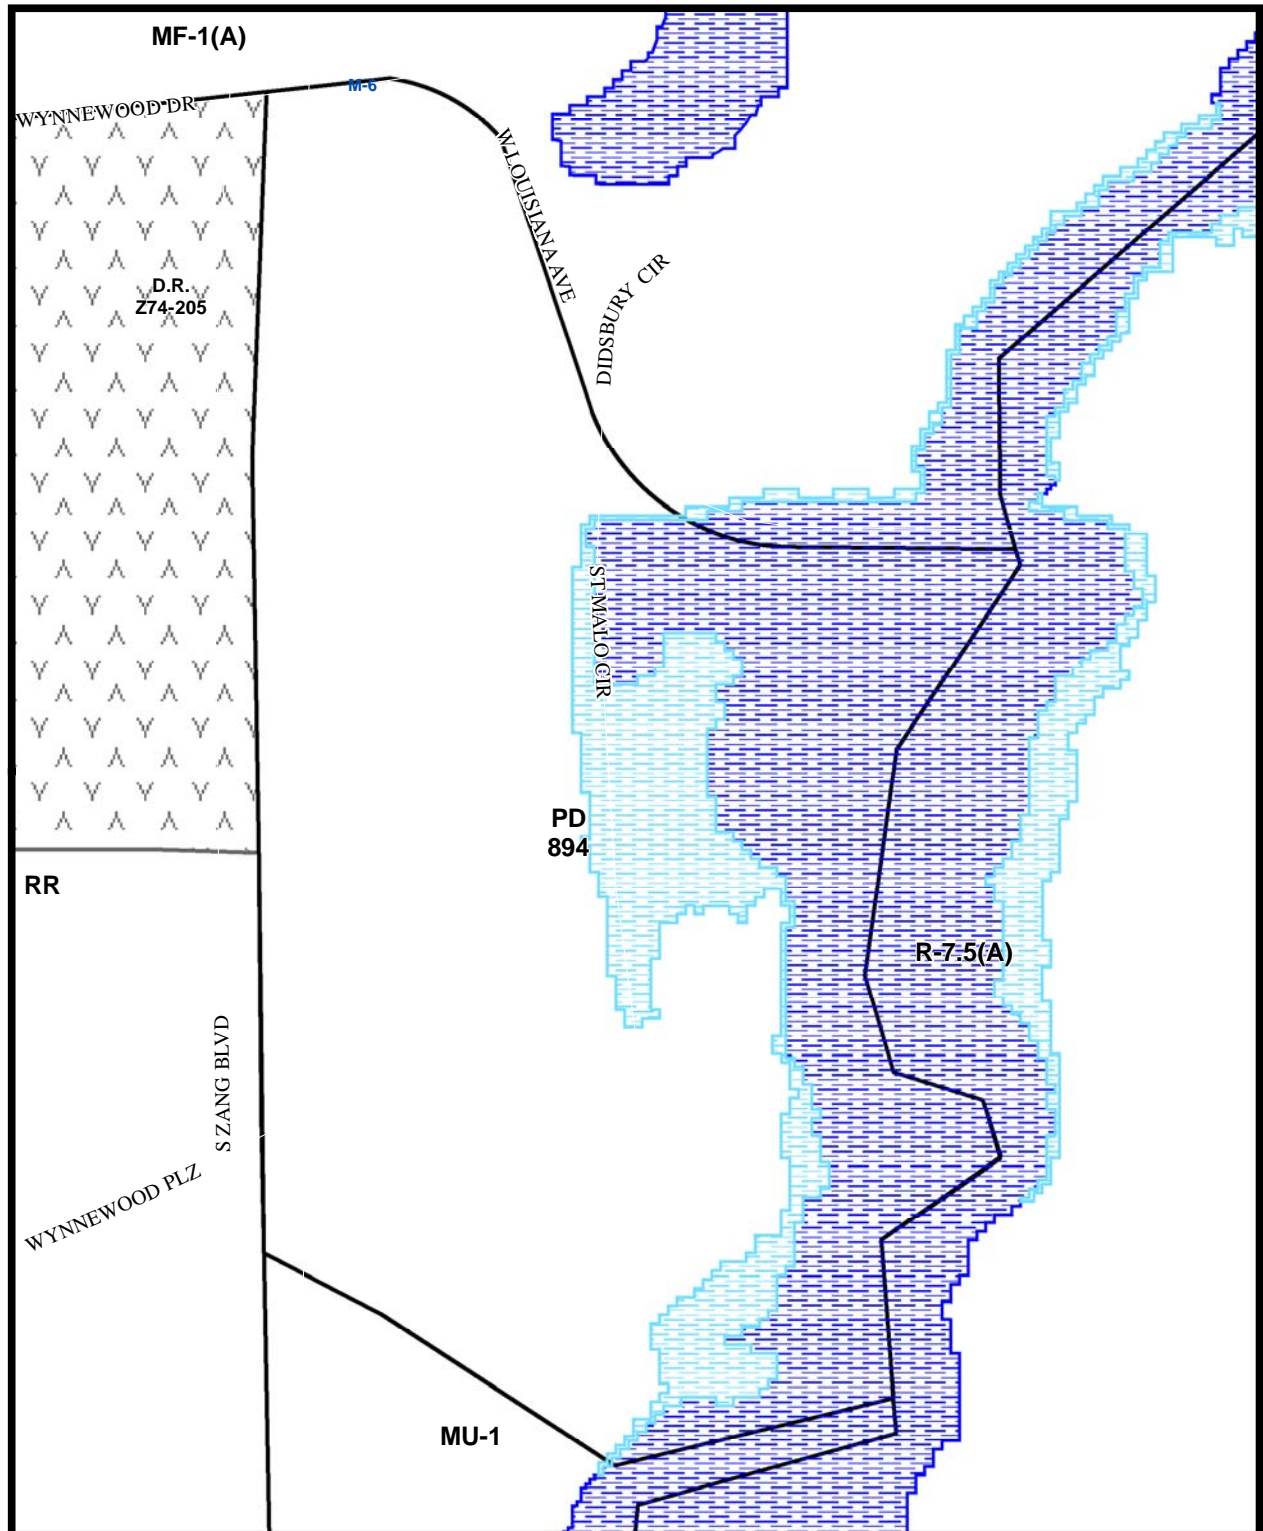 MF-1(A)
M-6
WYNNEWOOD DR
W LOUISIANA AVE
DIDSBURY CIR
D.R.
Z74-205
ST MALO CIR
PD
894
RR
R-7.5(A)
S ZANG BLVD
WYNNEWOOD PLZ
MU-1